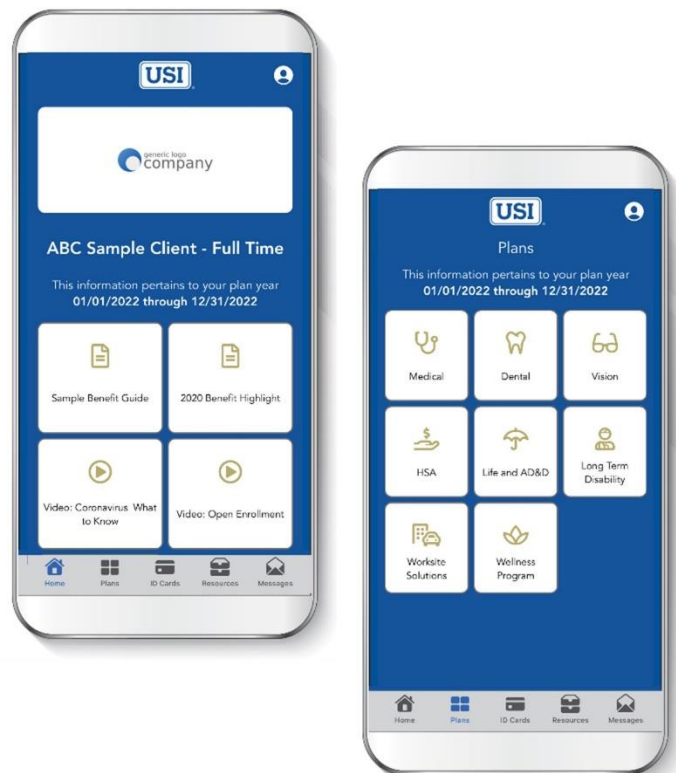 USI
generic logo
company
ABC Sample Client - Full Time
This information pertains to your plan year
01/01/2022 through 12/31/2022
Sample Benefit Guide
2020 Benefit Highlight
Video: Coronavirus What
to Know
Video: Open Enrollment
Home
Plans
ID Cards
Resources
Messages
USI
Plans
This information pertains to your plan year
01/01/2022 through 12/31/2022
Medical
Dental
Vision
HSA
Life and AD&D
Long Term
Disability
Worksite
Solutions
Wellness
Program
Home
Plans
ID Cards
Resources
Messages